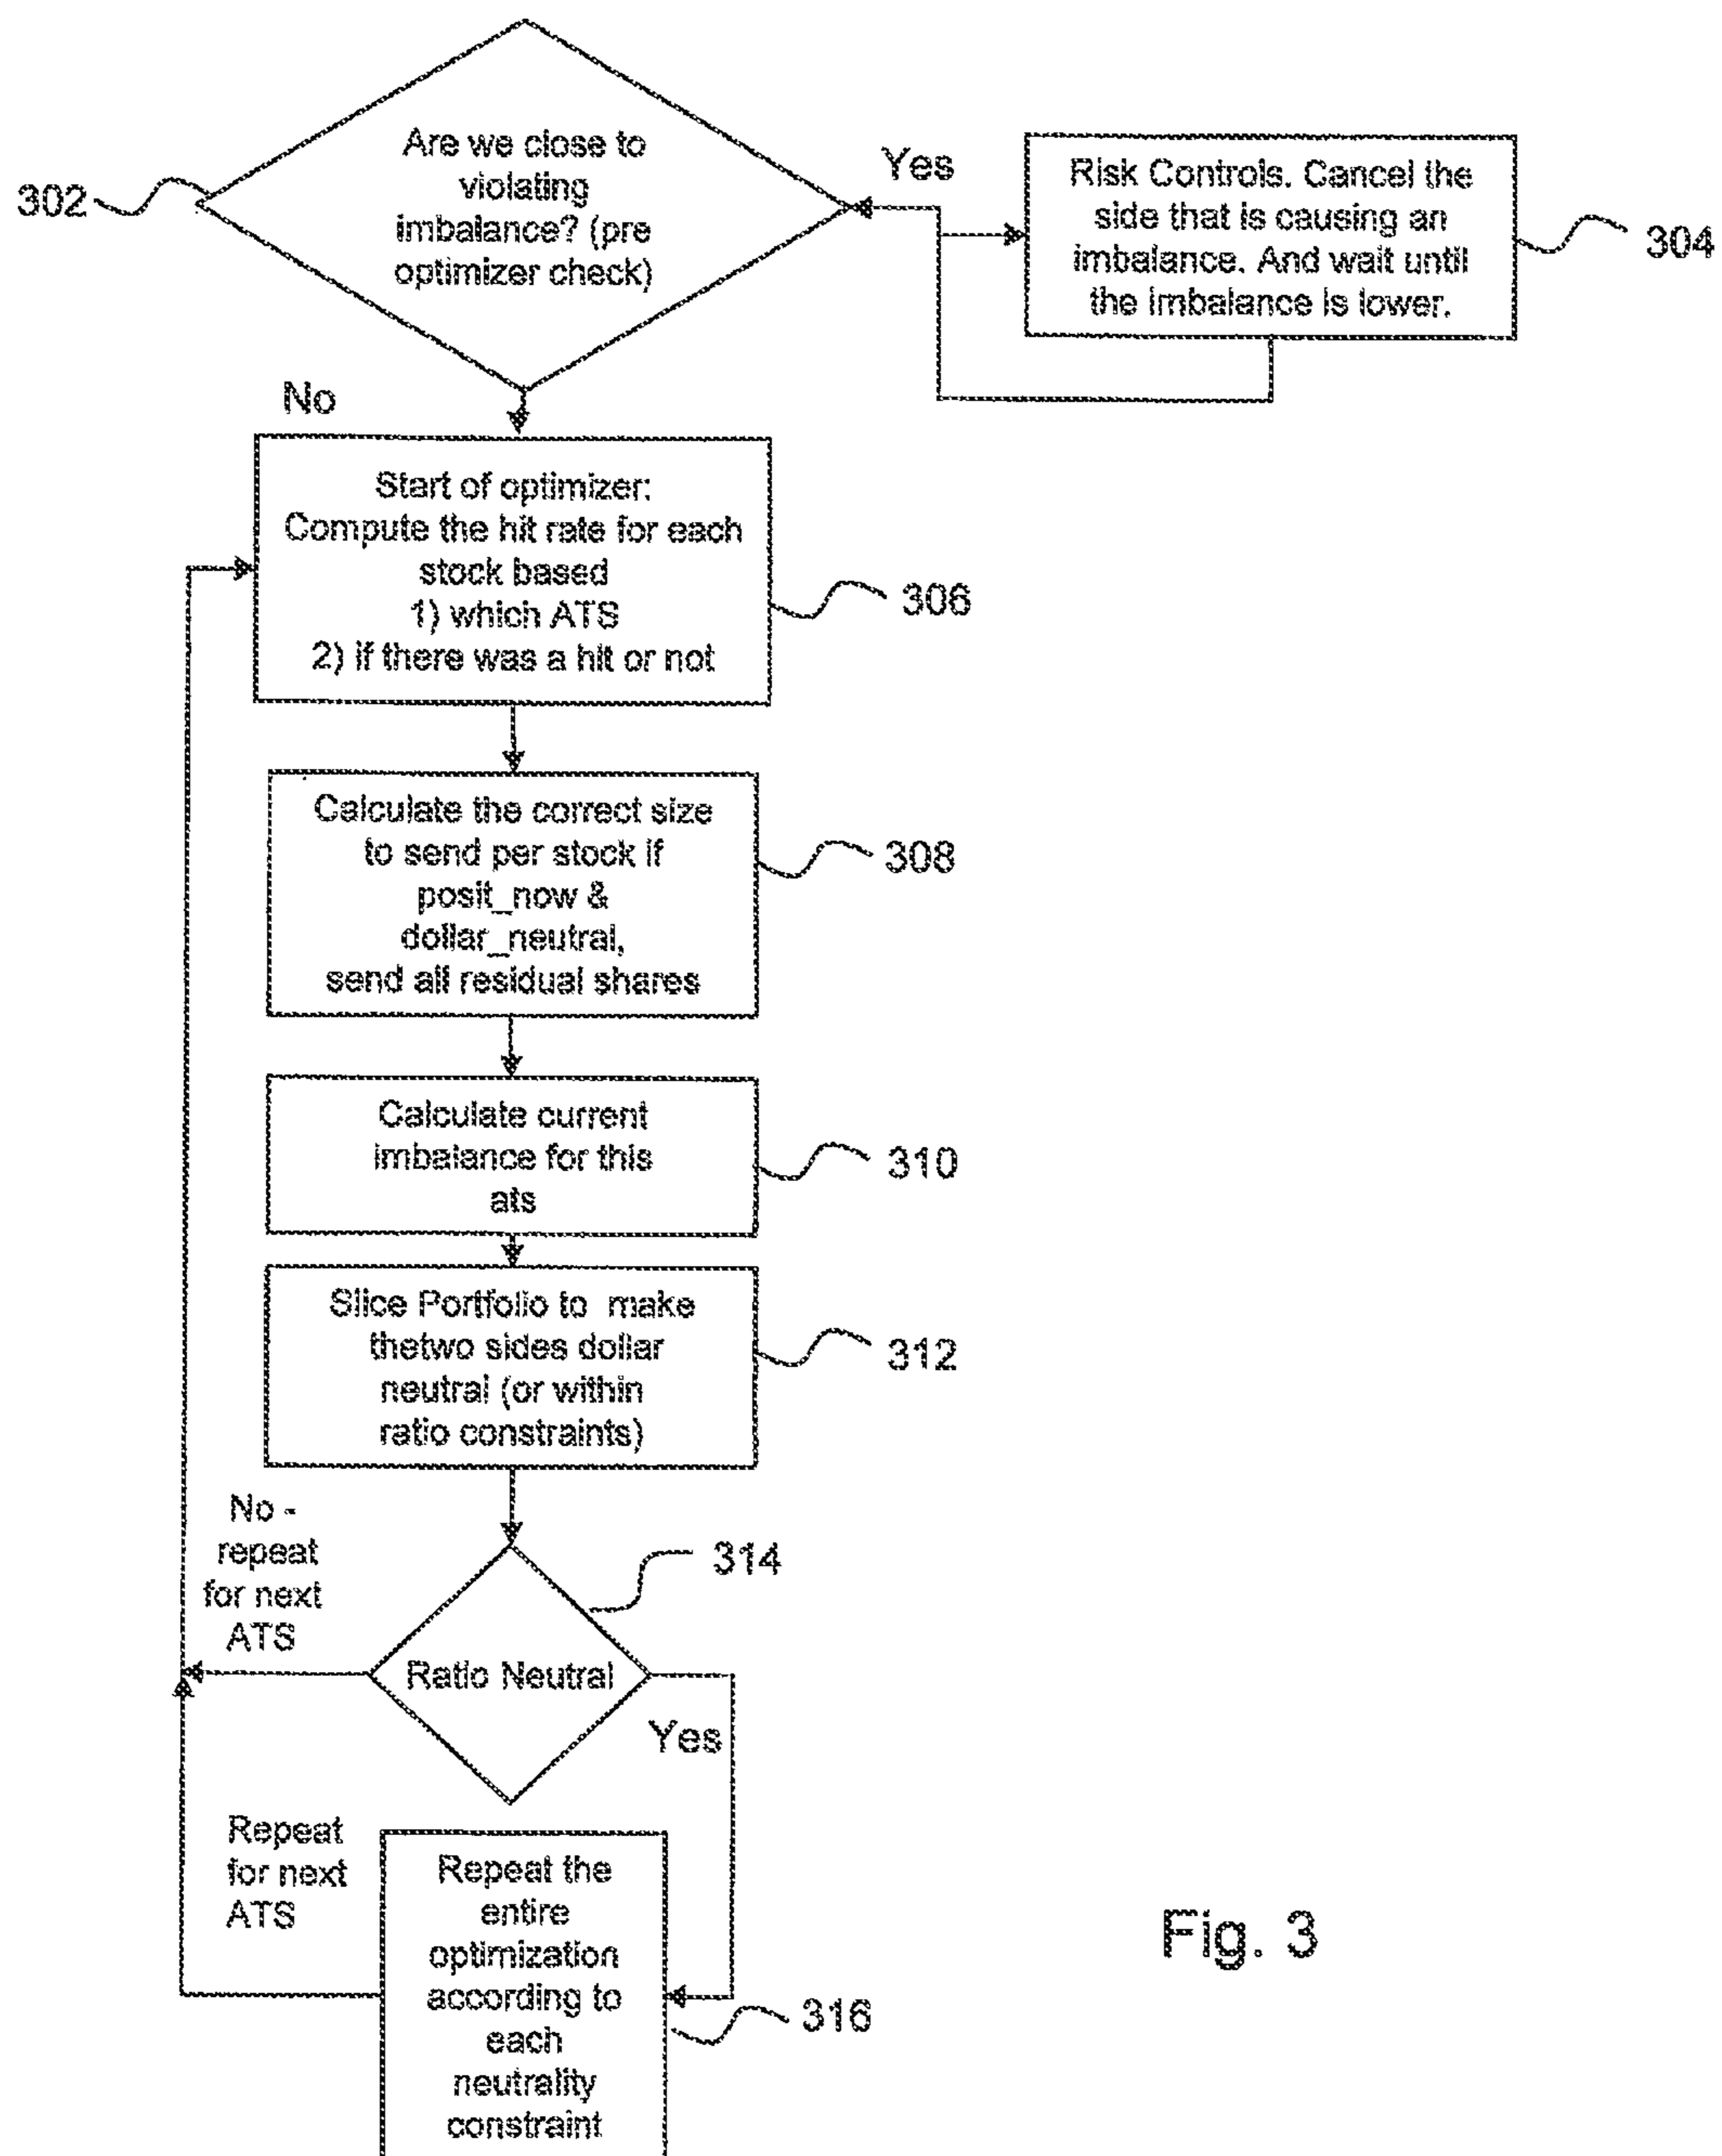 Are we close to
violating
imbalance? (pre
optimizer check)
302
Yes
Risk Controls. Cancel the
side that is causing an
imbalance. And wait until
the imbalance is lower.
304
No
Start of optimizer:
Compute the hit rate for each
stock based
1) which ATS
2) if there was a hit or not
306
Calculate the correct size
to send per stock if
posit_now &
dollar_neutral,
send all residual shares
308
Calculate current
imbalance for this
ats
310
Slice Portfolio to make
thetwo sides dollar
neutral (or within
ratio constraints)
312
No -
repeat
for next
ATS
314
Ratio Neutral
Yes
Repeat
for next
ATS
Repeat the
entire
optimization
according to
each
neutrality
constraint
316
Fig. 3